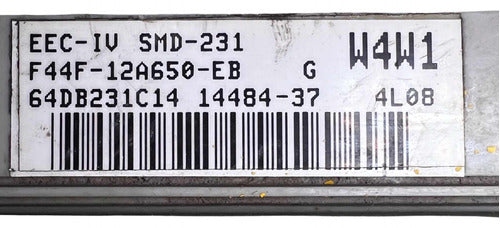 EEC-IV SMD-231
W4W1
F44F-12A650-EB G
64DB231C14 14484-37 4L08